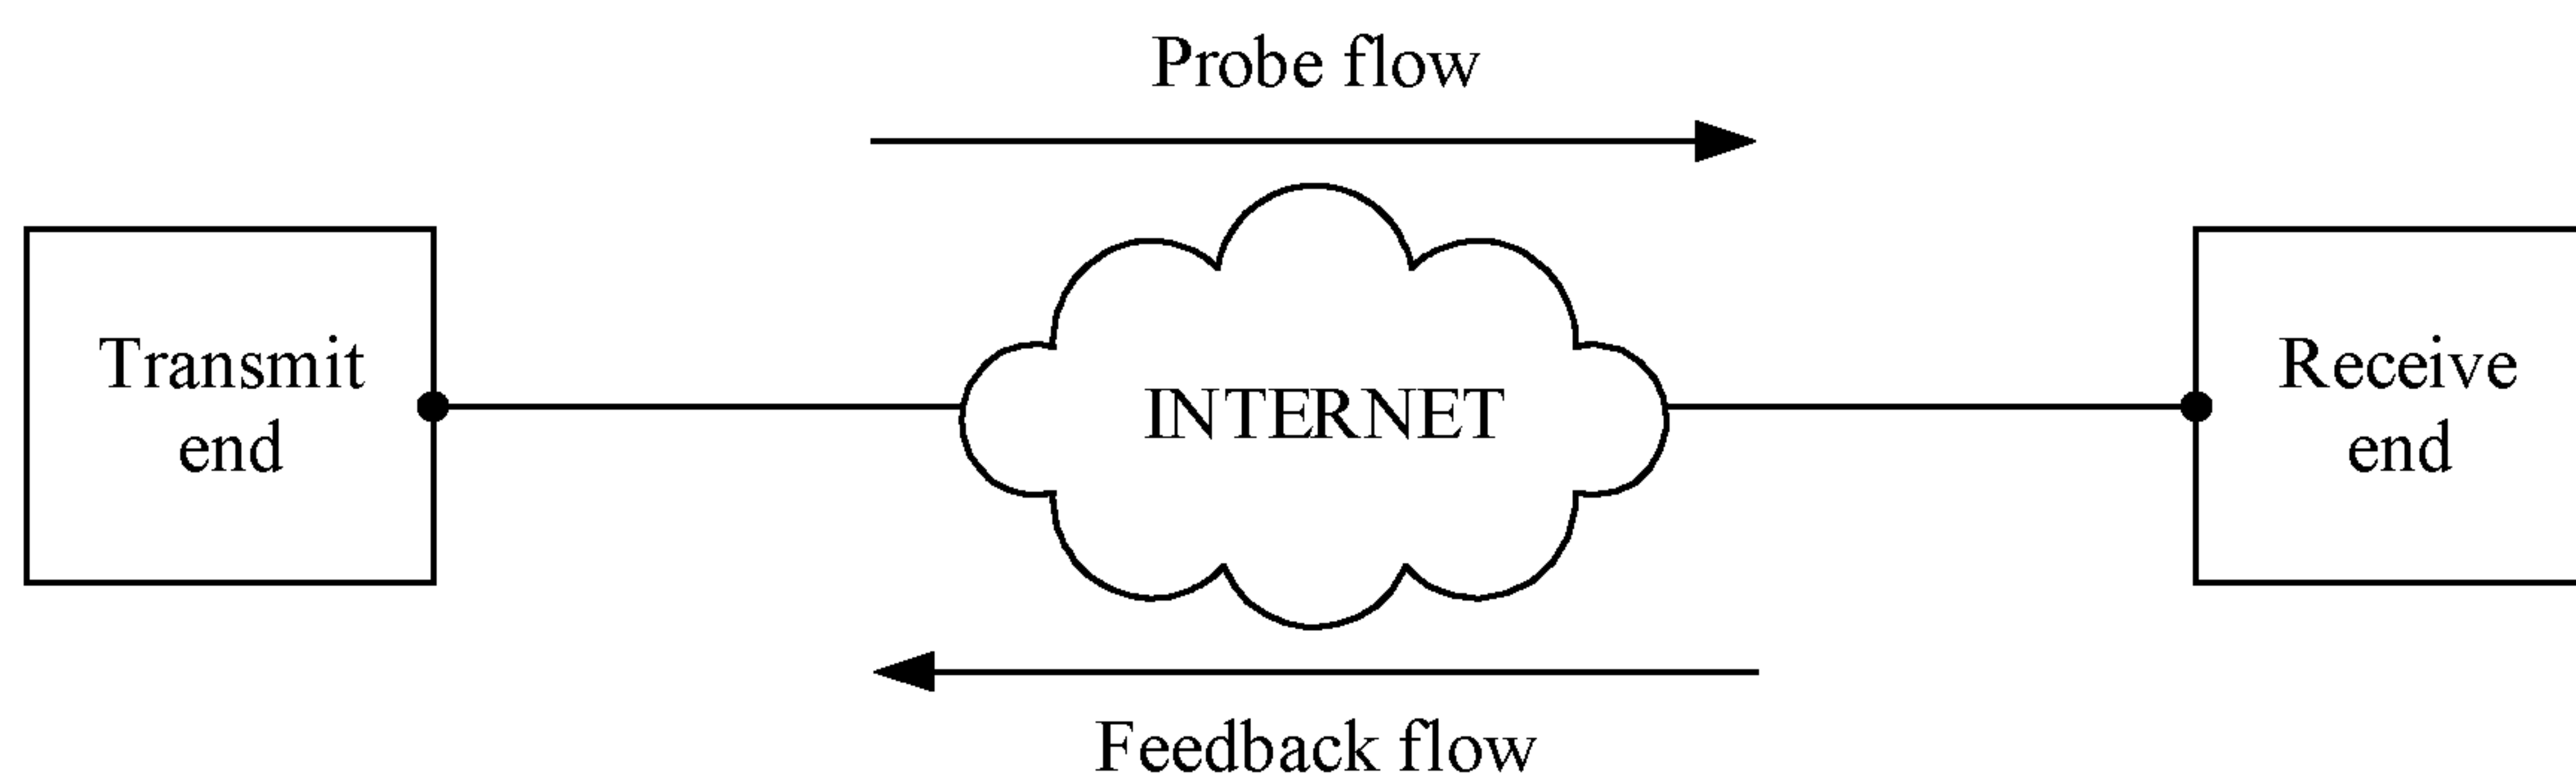 Probe flow
Transmit
end
INTERNET
Receive
end
Feedback flow